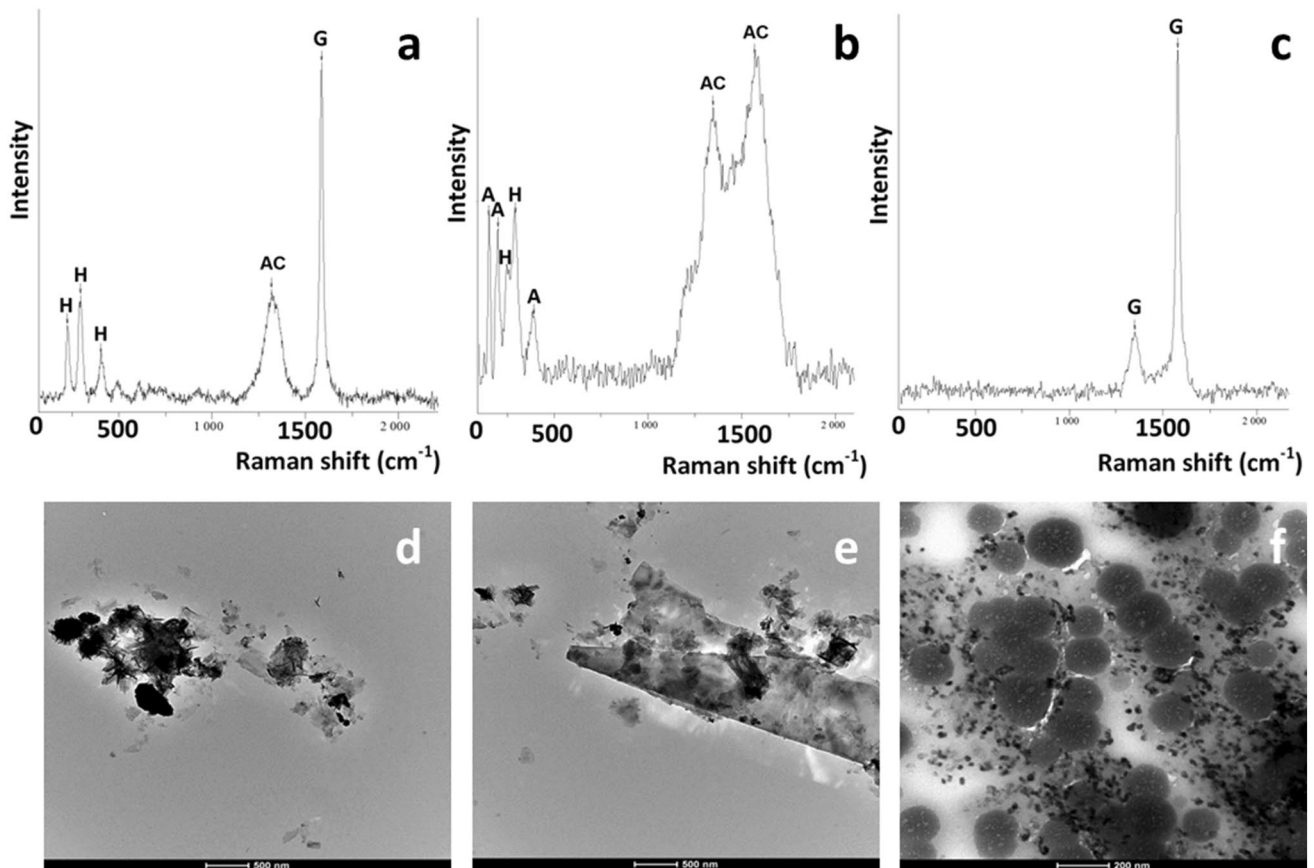 a
Intensity
H
H
H
AC
G
0
500
1 000
1500
2 000
Raman shift (cm-1)
b
Intensity
A
A
H
H
A
AC
AC
0
500
1 000
1500
2 000
Raman shift (cm-1)
c
Intensity
G
G
0
500
1 000
1500
2 000
Raman shift (cm-1)
d
500 nm
e
500 nm
f
200 nm